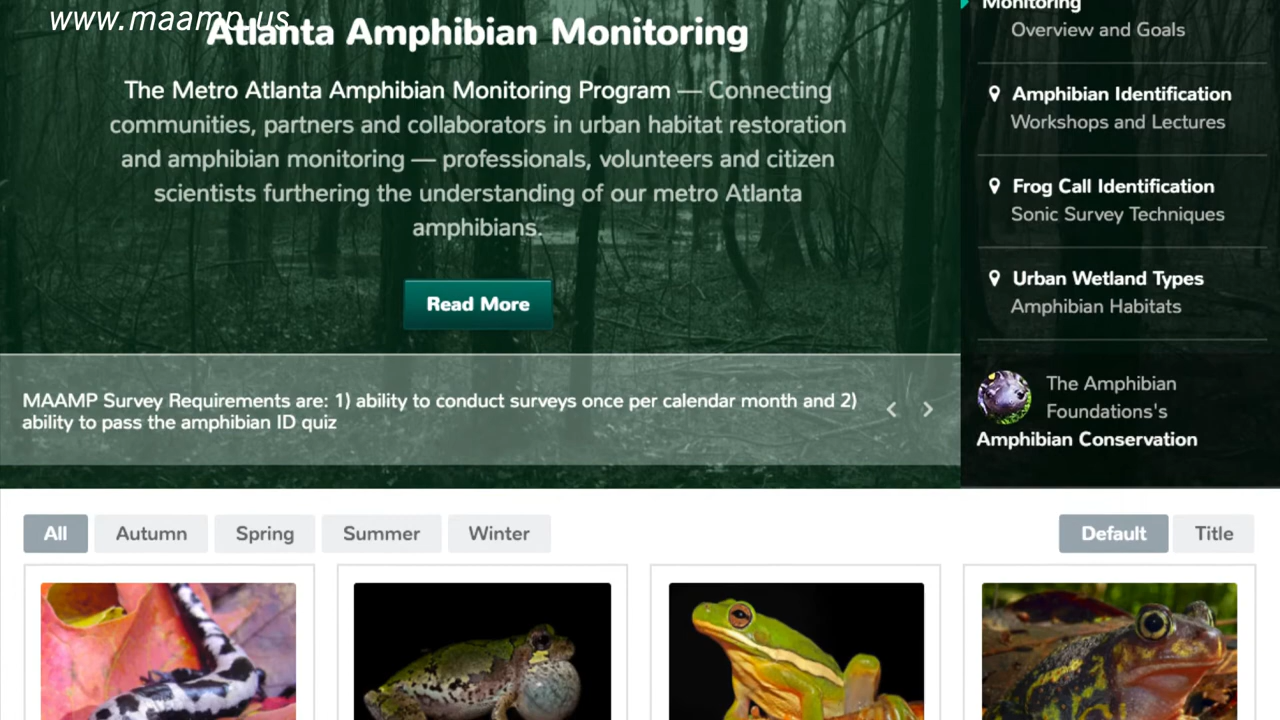 www.maamp.us
Atlanta Amphibian Monitoring
The Metro Atlanta Amphibian Monitoring Program — Connecting
communities, partners and collaborators in urban habitat restoration
and amphibian monitoring — professionals, volunteers and citizen
scientists furthering the understanding of our metro Atlanta
amphibians.
Read More
MAAMP Survey Requirements are: 1) ability to conduct surveys once per calendar month and 2)
ability to pass the amphibian ID quiz
Monitoring
Overview and Goals
Amphibian Identification
Workshops and Lectures
Frog Call Identification
Sonic Survey Techniques
Urban Wetland Types
Amphibian Habitats
The Amphibian
Foundations's
Amphibian Conservation
All Autumn Spring Summer Winter
Default Title